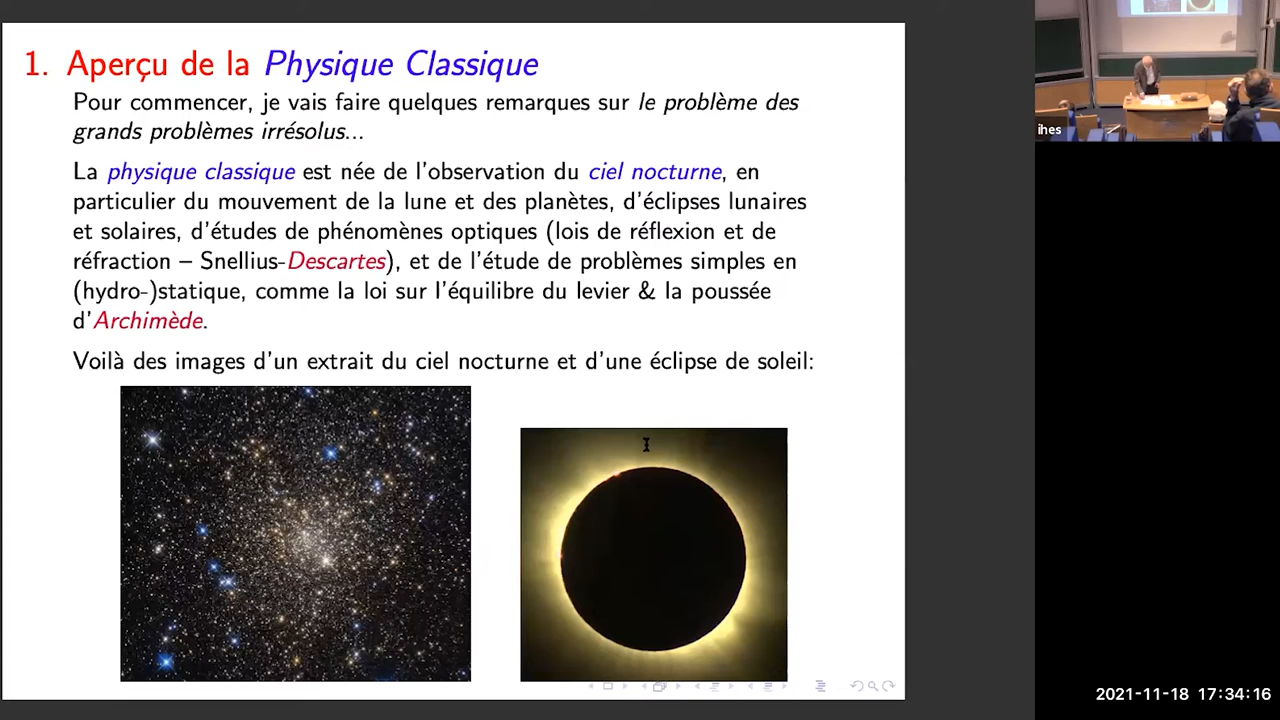 1. Aperçu de la Physique Classique
Pour commencer, je vais faire quelques remarques sur le problème des
grands problèmes irrésolus...
La physique classique est née de l'observation du ciel nocturne, en
particulier du mouvement de la lune et des planètes, d'éclipses lunaires
et solaires, d'études de phénomènes optiques (lois de réflexion et de
réfraction – Snellius-Descartes), et de l'étude de problèmes simples en
(hydro-)statique, comme la loi sur l'équilibre du levier & la poussée
d'Archimède.
Voilà des images d'un extrait du ciel nocturne et d'une éclipse de soleil:
ihes
2021-11-18 17:34:16